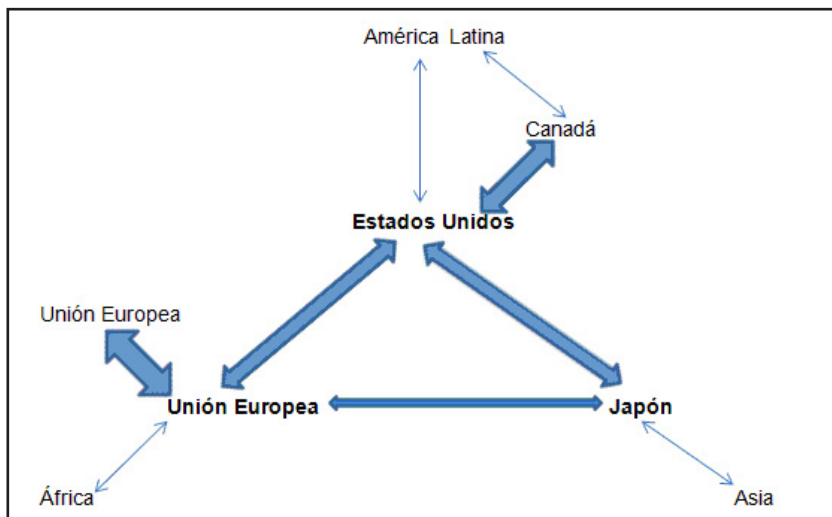 América Latina
Canadá
Estados Unidos
Unión Europea
Unión Europea
Japón
África
Asia